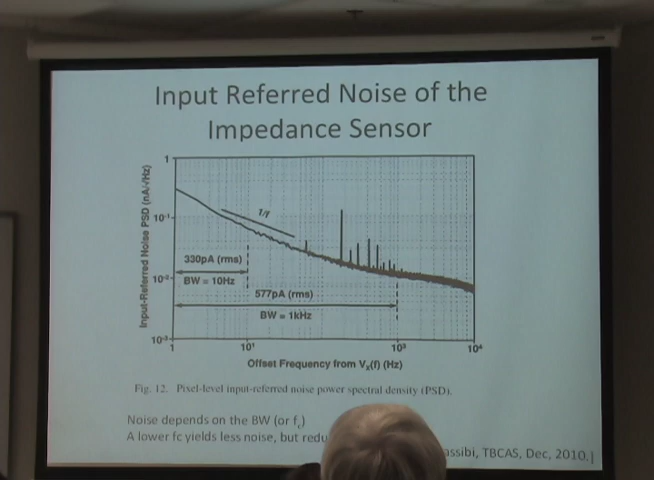 Input Referred Noise of the
Impedance Sensor
Input-Referred Noise PSD (nA/√Hz)
1
10⁻¹
10⁻²
10⁻³
1/f
330pA (rms)
BW = 10Hz
577pA (rms)
BW = 1kHz
1
10¹
10³
10⁴
Offset Frequency from Vₓ(f) (Hz)
Fig. 12. Pixel-level input-referred noise power spectral density (PSD).
Noise depends on the BW (or fc)
A lower fc yields less noise, but
TBCAS, Dec, 2010.